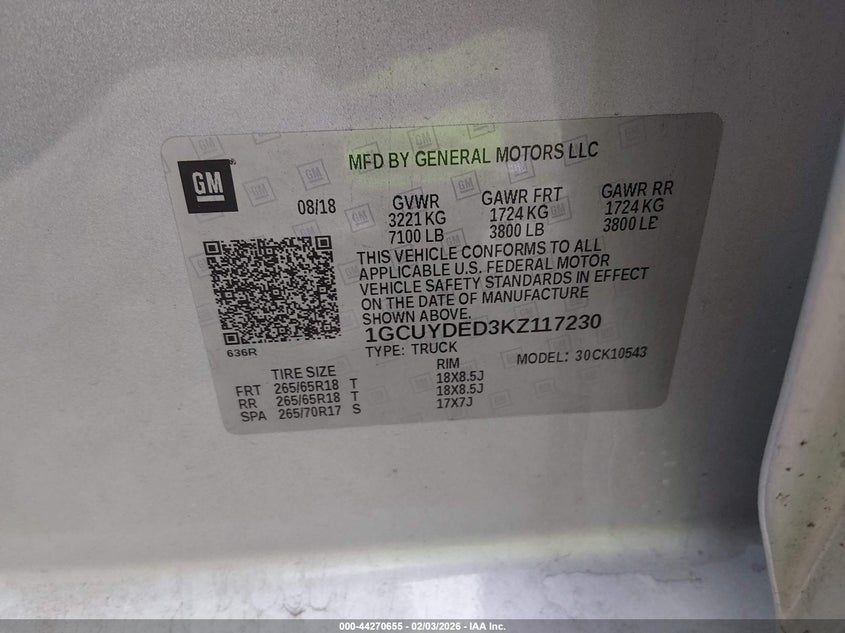 MFD BY GENERAL MOTORS LLC
GM
08/18
GVWR GAWR FRT GAWR RR
3221 KG 1724 KG 1724 KG
7100 LB 3800 LB 3800 LB
THIS VEHICLE CONFORMS TO ALL
APPLICABLE U.S. FEDERAL MOTOR
VEHICLE SAFETY STANDARDS IN EFFECT
ON THE DATE OF MANUFACTURE
SHOWN ABOVE.
1GCUYDED3KZ117230
636R
TYPE: TRUCK MODEL: 30CK10543
TIRE SIZE RIM
FRT 265/65R18 T 18X8.5J
RR 265/65R18 T 18X8.5J
SPA 265/70R17 S 17X7J
000-44270655 - 02/03/2026 - IAA Inc.